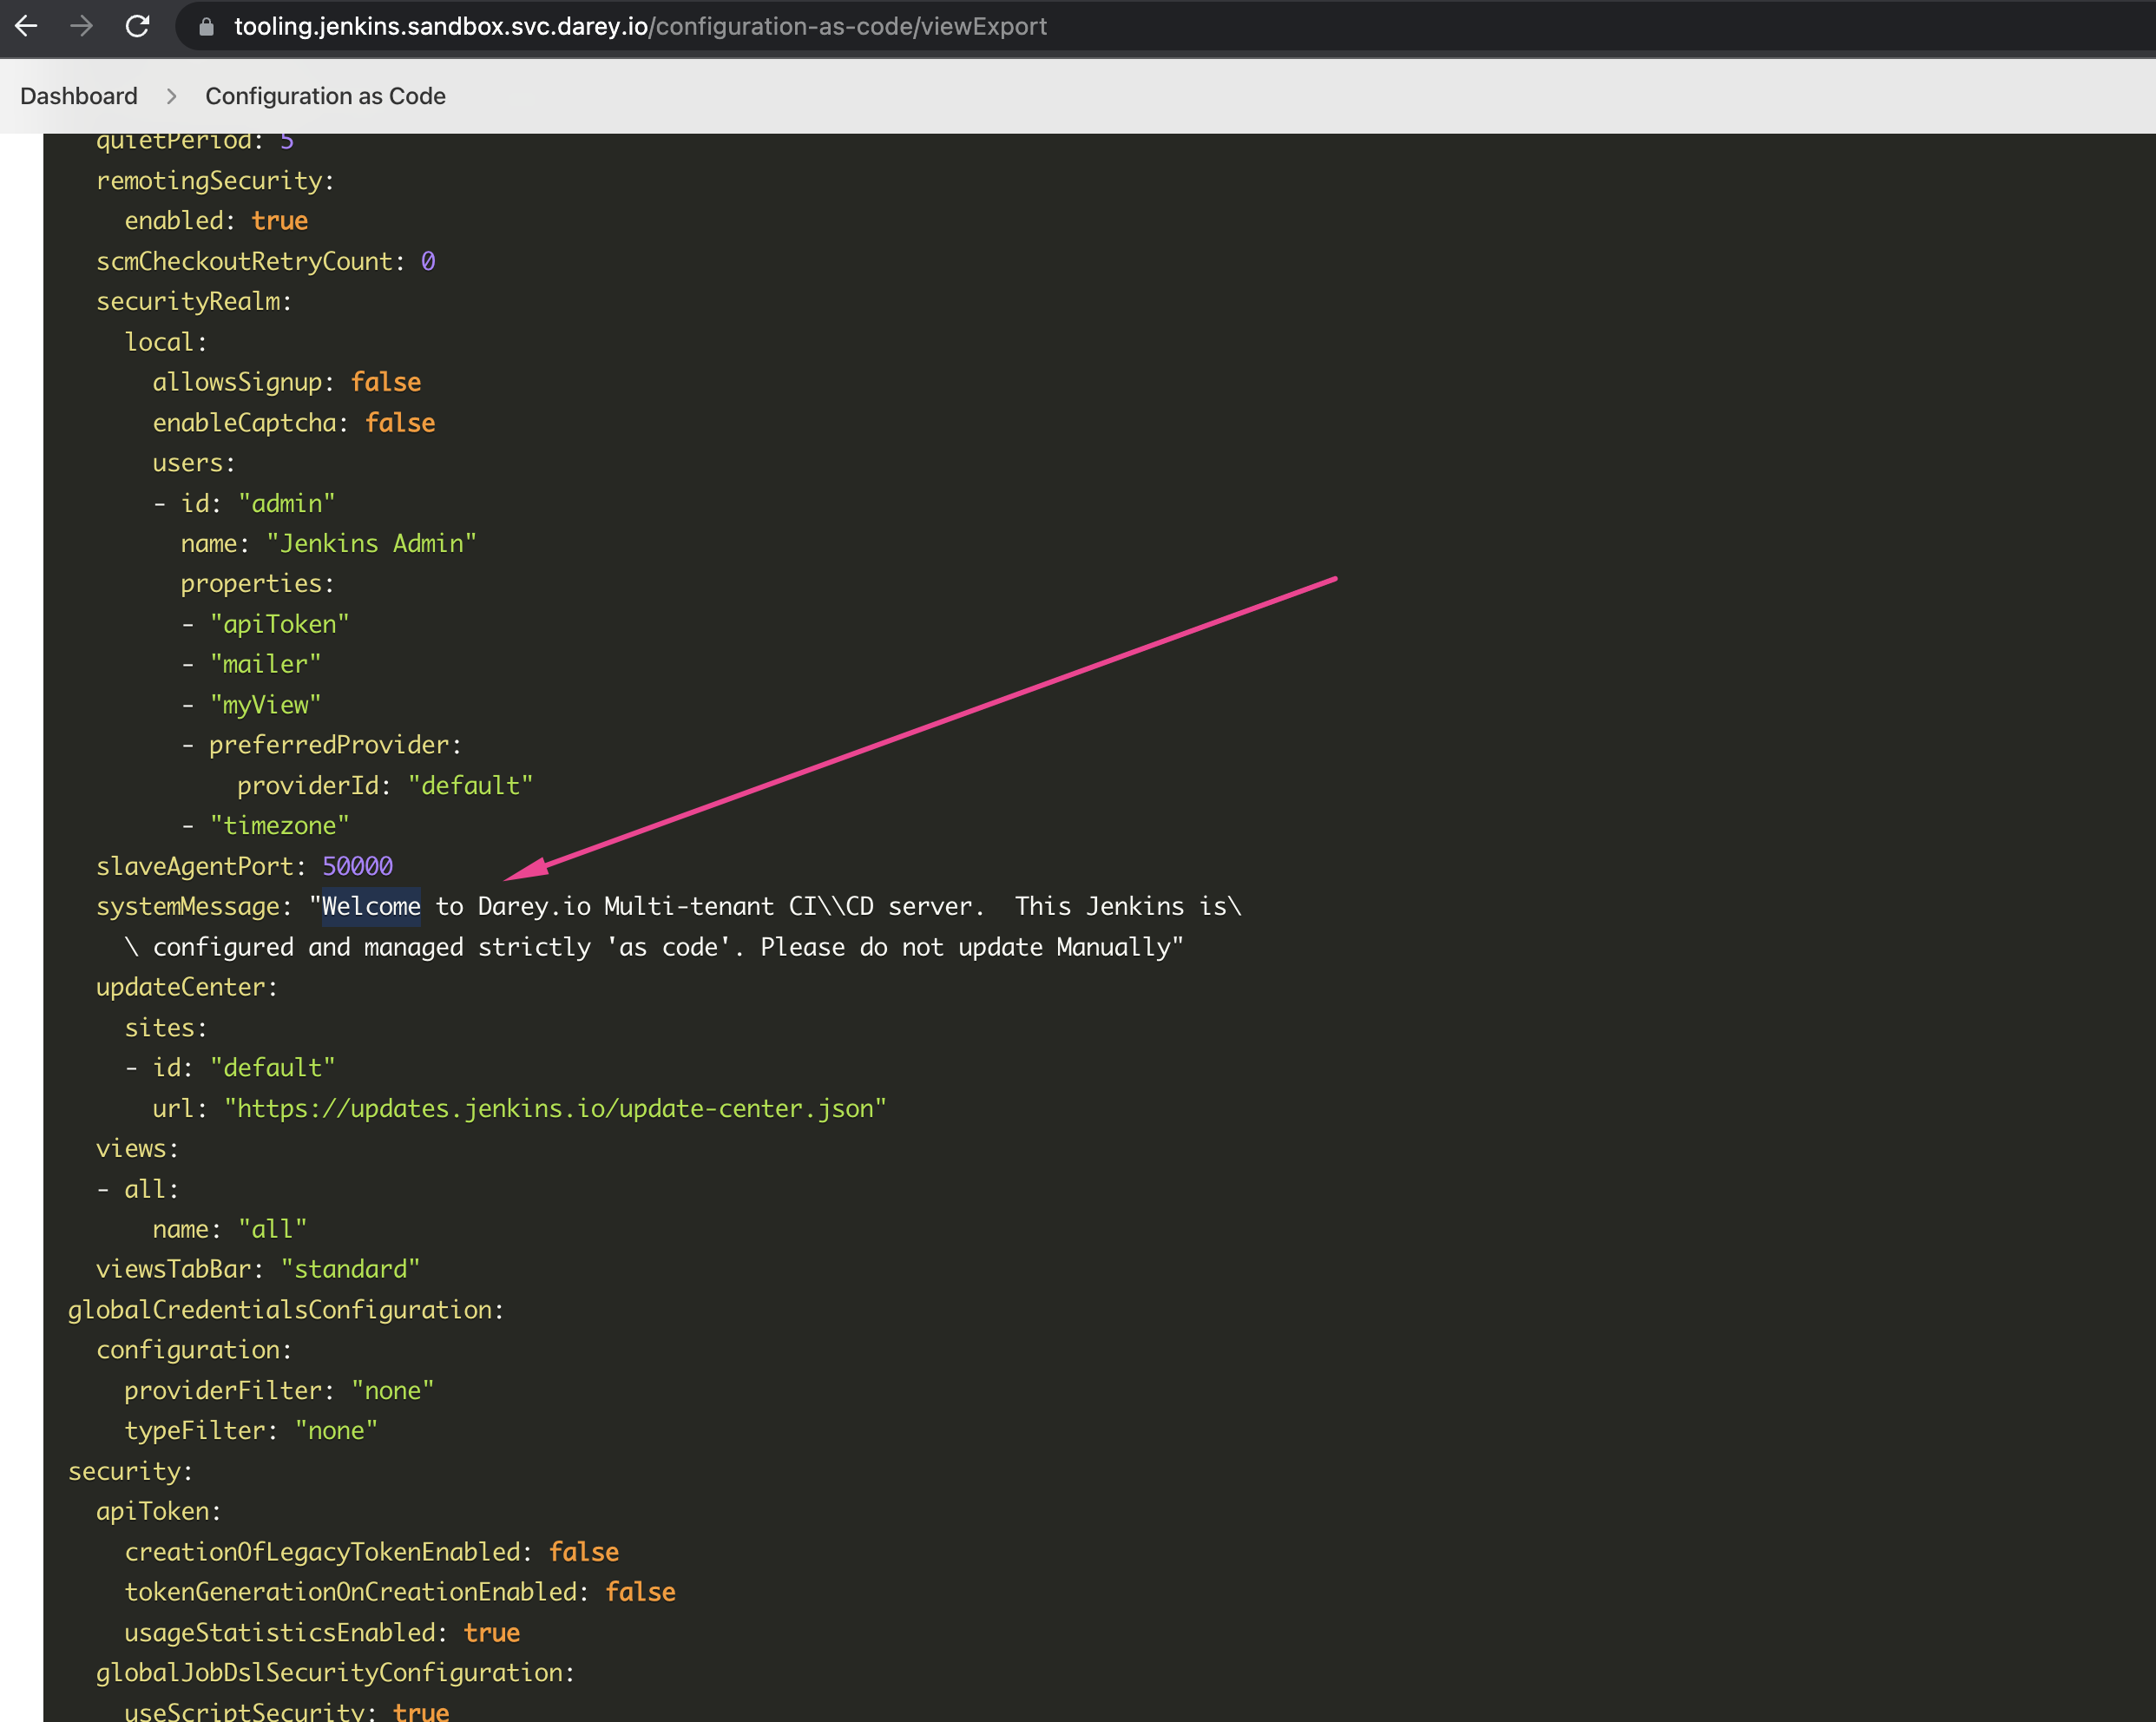 tooling.jenkins.sandbox.svc.darey.io/configuration-as-code/viewExport
Dashboard > Configuration as Code
quietPeriod: 5
remotingSecurity:
  enabled: true
scmCheckoutRetryCount: 0
securityRealm:
  local:
    allowsSignup: false
    enableCaptcha: false
    users:
    - id: "admin"
      name: "Jenkins Admin"
      properties:
      - "apiToken"
      - "mailer"
      - "myView"
      - preferredProvider:
          providerId: "default"
      - "timezone"
slaveAgentPort: 50000
systemMessage: "Welcome to Darey.io Multi-tenant CI\\CD server.  This Jenkins is\
  \ configured and managed strictly 'as code'. Please do not update Manually"
updateCenter:
  sites:
  - id: "default"
    url: "https://updates.jenkins.io/update-center.json"
views:
- all:
    name: "all"
viewsTabBar: "standard"
globalCredentialsConfiguration:
  configuration:
    providerFilter: "none"
    typeFilter: "none"
security:
  apiToken:
    creationOfLegacyTokenEnabled: false
    tokenGenerationOnCreationEnabled: false
    usageStatisticsEnabled: true
  globalJobDslSecurityConfiguration:
    useScriptSecurity: true